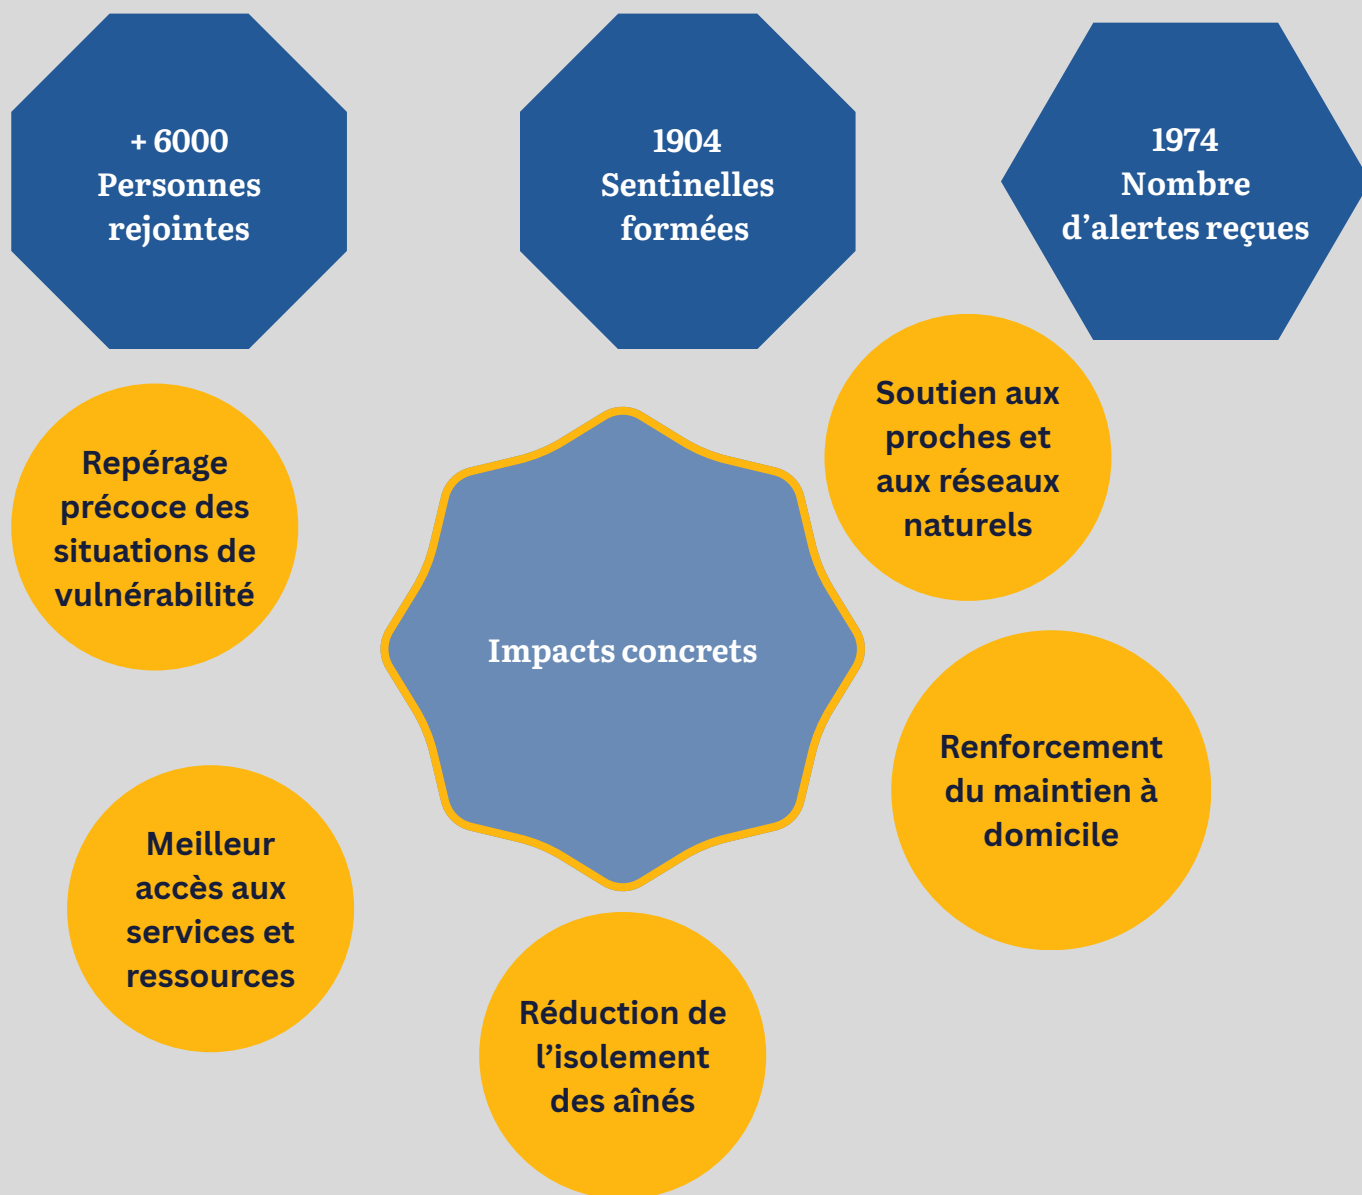 + 6000
Personnes
rejointes
1904
Sentinelles
formées
1974
Nombre
d’alertes reçues
Soutien aux
proches et
aux réseaux
naturels
Repérage
précoce des
situations de
vulnérabilité
Impacts concrets
Renforcement
du maintien à
domicile
Meilleur
accès aux
services et
ressources
Réduction de
l’isolement
des aînés